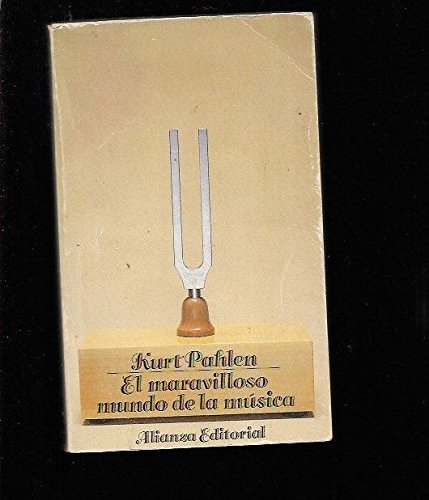 Kurt Pahlen
El maravilloso
mundo de la música
Alianza Editorial